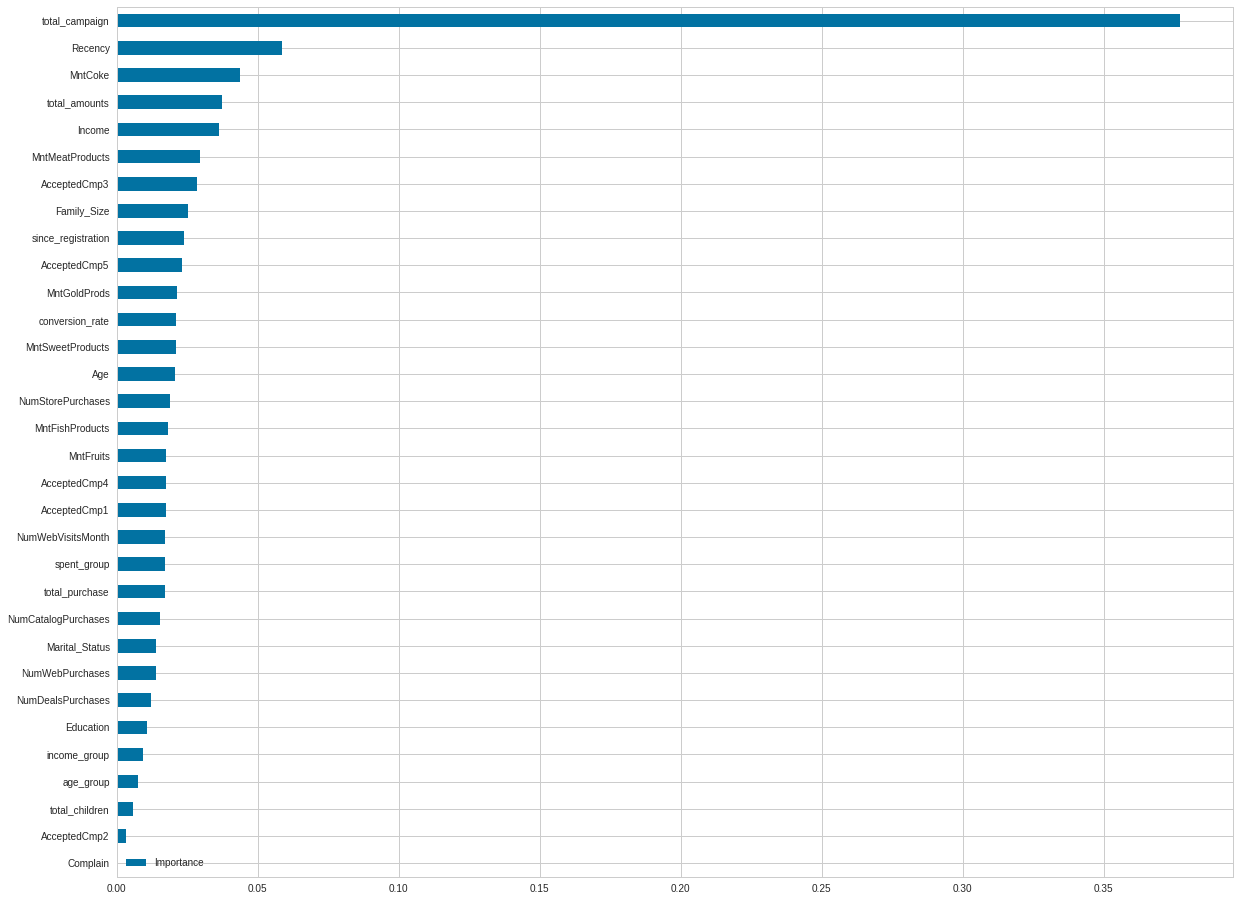 total_campaign
Recency
MntCoke
total_amounts
Income
MntMeatProducts
AcceptedCmp3
Family_Size
since_registration
AcceptedCmp5
MntGoldProds
conversion_rate
MntSweetProducts
Age
NumStorePurchases
MntFishProducts
MntFruits
AcceptedCmp4
AcceptedCmp1
NumWebVisitsMonth
spent_group
total_purchase
NumCatalogPurchases
Marital_Status
NumWebPurchases
NumDealsPurchases
Education
income_group
age_group
total_children
AcceptedCmp2
Complain Importance
0.00 0.05 0.10 0.15 0.20 0.25 0.30 0.35